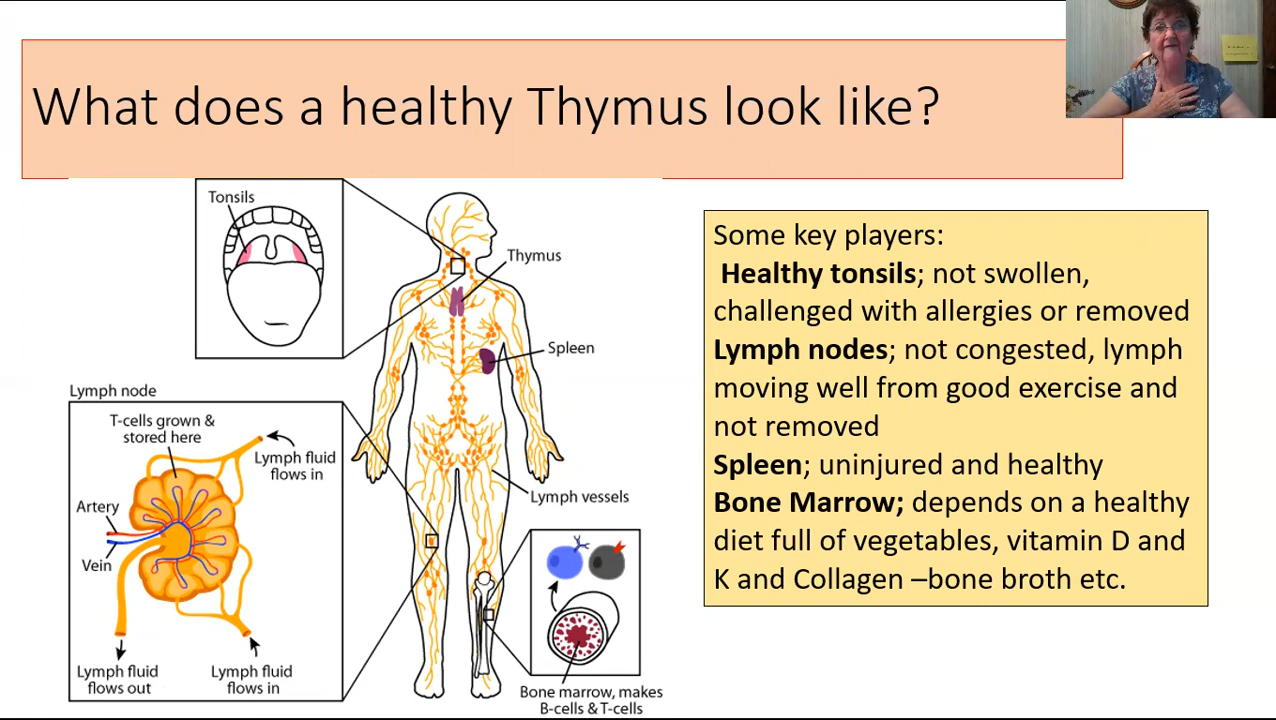 What does a healthy Thymus look like?
Tonsils
Thymus
Spleen
Lymph node
T-cells grown &
stored here
Lymph fluid
flows in
Artery
Vein
Lymph vessels
Lymph fluid
flows out
Lymph fluid
flows in
Bone marrow, makes
B-cells & T-cells
Some key players:
Healthy tonsils; not swollen,
challenged with allergies or removed
Lymph nodes; not congested, lymph
moving well from good exercise and
not removed
Spleen; uninjured and healthy
Bone Marrow; depends on a healthy
diet full of vegetables, vitamin D and
K and Collagen –bone broth etc.